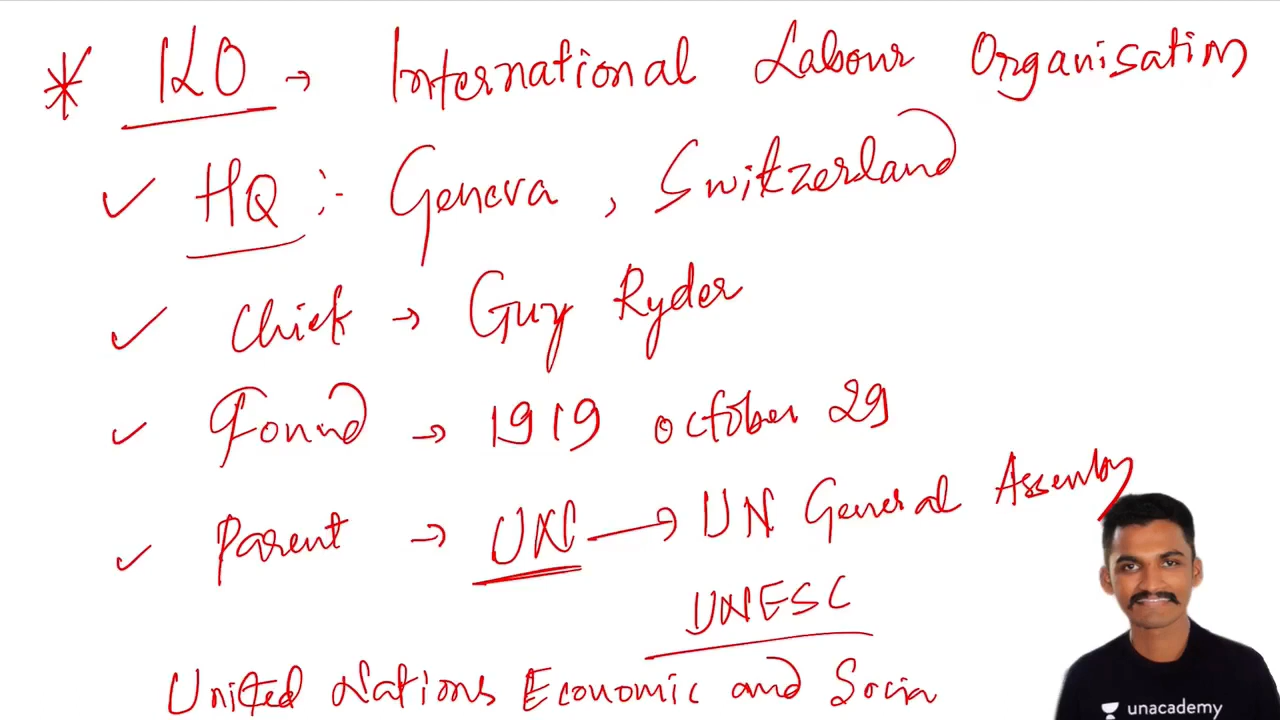 * ILO → International Labour Organisation
✓ HQ :- Geneva , Switzerland
✓ Chief → Guy Ryder
✓ Found → 1919 october 29
✓ Parent → UN → UN General Assembly
UNESC
United Nations Economic and Socia
unacademy